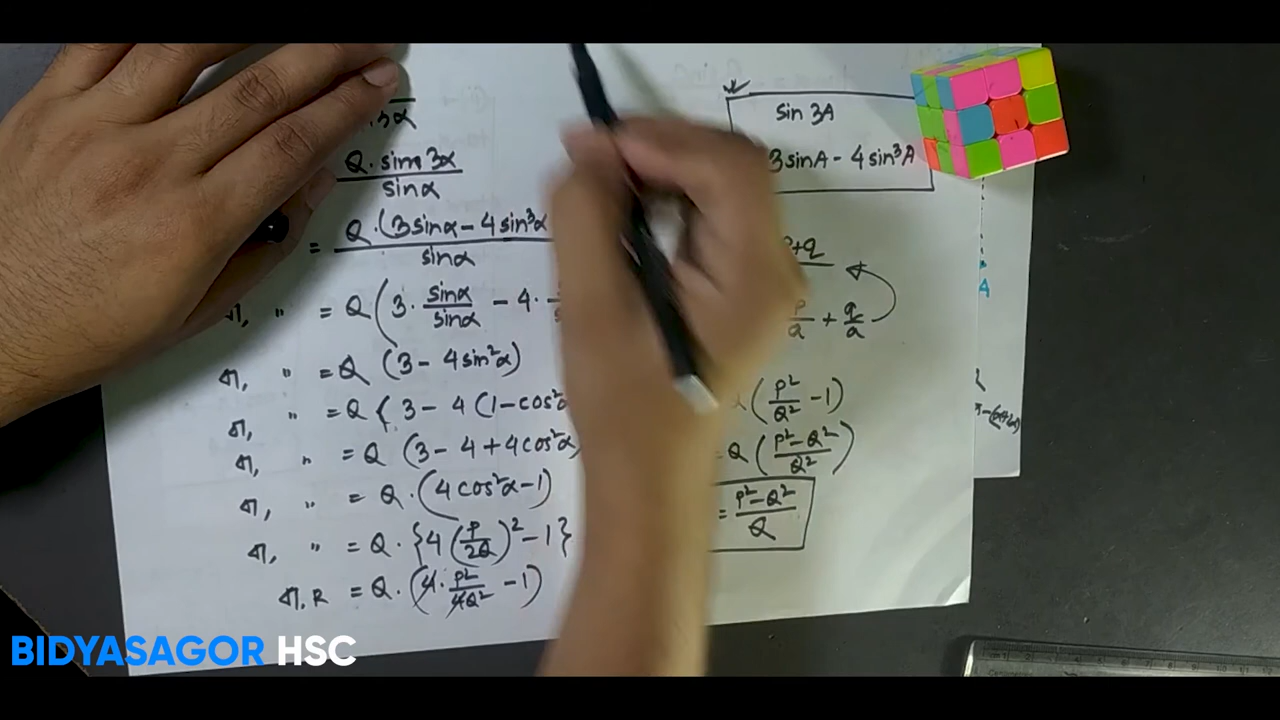 Q·sin3α
sinα
= Q·(3sinα − 4sin³α
sinα
বা, " = Q(3· sinα/sinα − 4·
বা, " = Q (3 − 4sin²α)
বা, " = Q { 3 − 4(1−cos²α
বা, " = Q (3 − 4 + 4cos²α)
বা, " = Q·(4cos²α−1)
বা, " = Q·{4(P/2Q)²−1}
বা, R = Q·(4·P²/4Q² −1)
sin 3A
3sinA − 4sin³A
P+q
P/a + q/a
(P²/Q² −1)
= Q(P²−Q²/Q²)
= P²−Q²/Q
A
BIDYASAGOR HSC